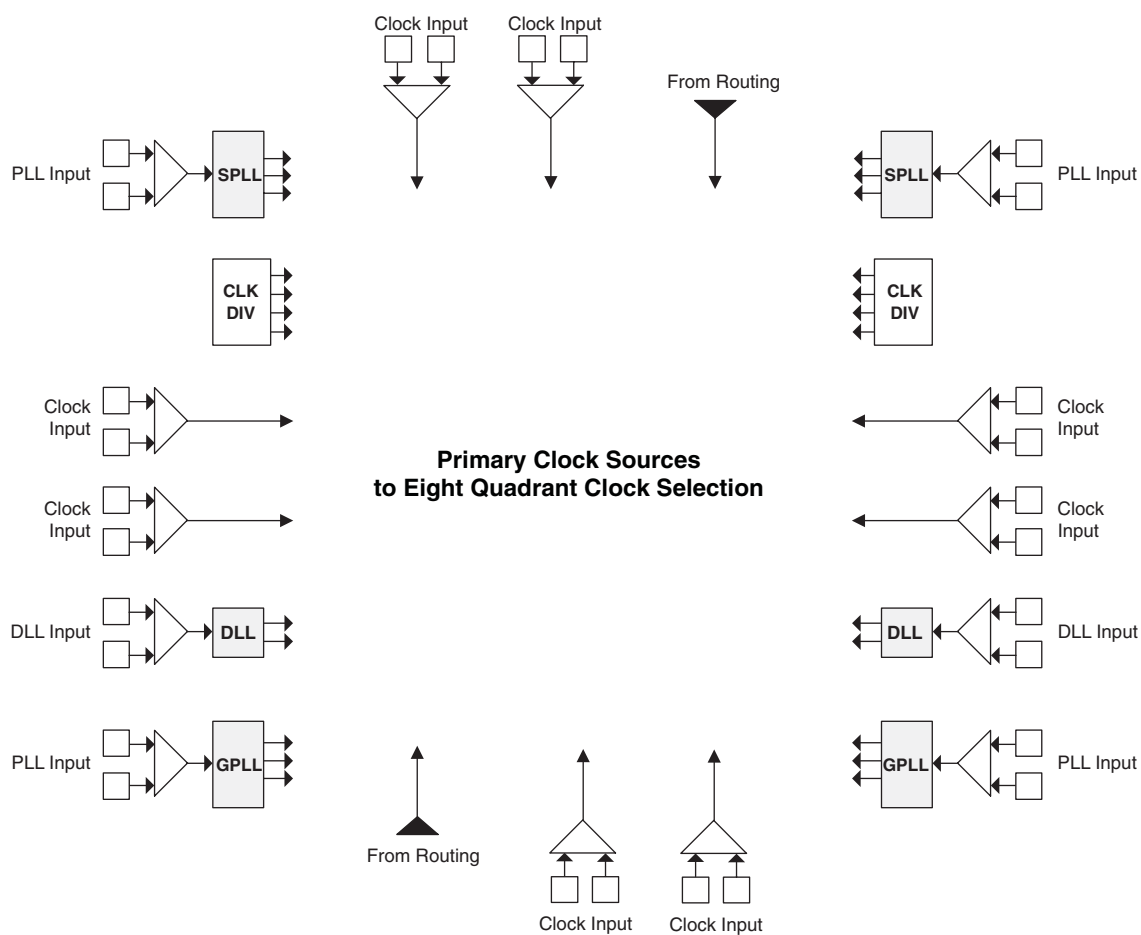 Clock Input
Clock Input
From Routing
PLL Input
SPLL
SPLL
PLL Input
CLK
DIV
CLK
DIV
Clock
Input
Clock
Input
Primary Clock Sources
to Eight Quadrant Clock Selection
Clock
Input
Clock
Input
DLL Input
DLL
DLL
DLL Input
PLL Input
GPLL
GPLL
PLL Input
From Routing
Clock Input
Clock Input